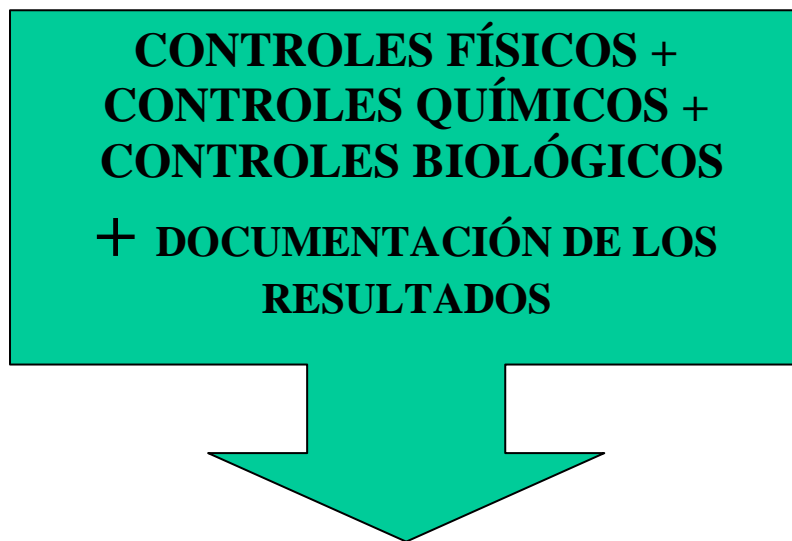 CONTROLES FÍSICOS +
CONTROLES QUÍMICOS +
CONTROLES BIOLÓGICOS
+ DOCUMENTACIÓN DE LOS
RESULTADOS